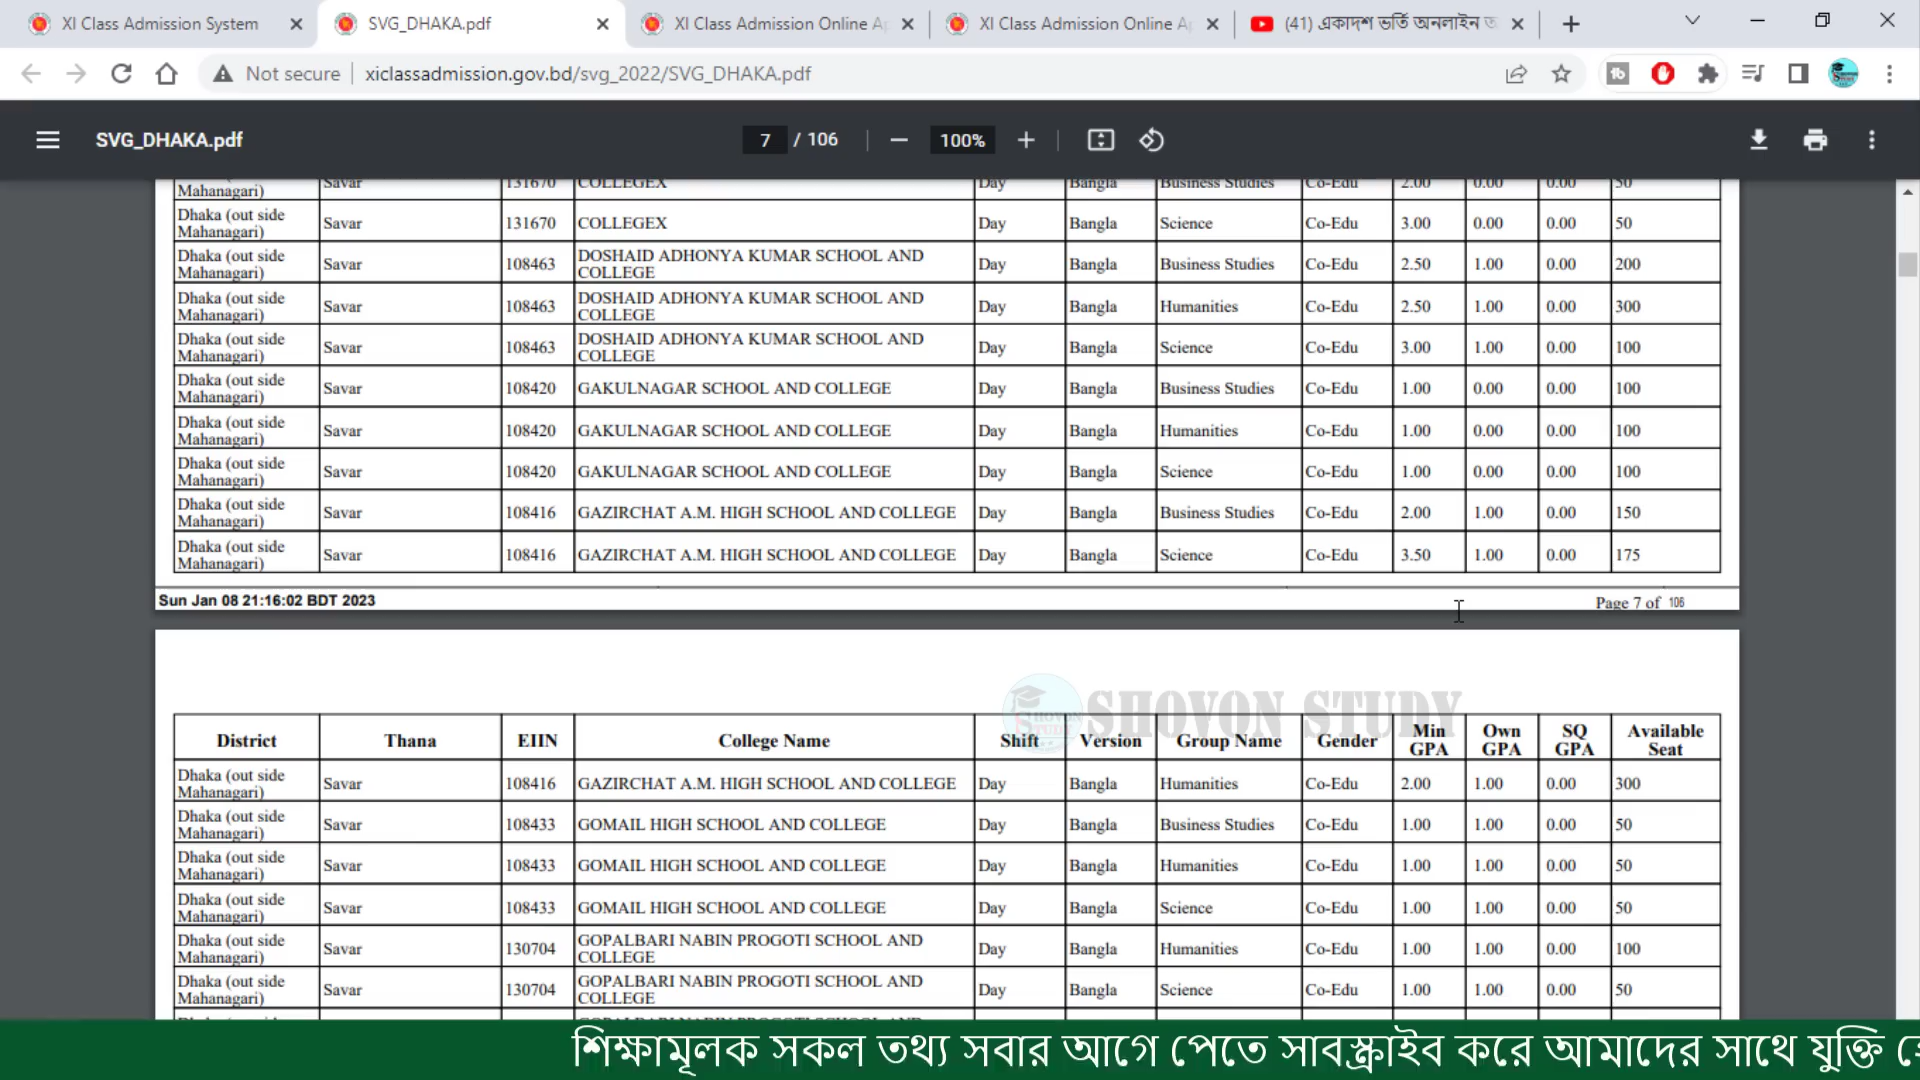 XI Class Admission System
SVG_DHAKA.pdf
XI Class Admission Online Ap
XI Class Admission Online Ap
(41) একাদশ ভর্তি অনলাইন
Not secure
xiclassadmission.gov.bd/svg_2022/SVG_DHAKA.pdf
SVG_DHAKA.pdf
7 / 106
100%
Mahanagari) Savar 131670 COLLEGEX Day Bangla Business Studies Co-Edu 2.00 0.00 0.00 50
Dhaka (out side
Mahanagari) Savar 131670 COLLEGEX Day Bangla Science Co-Edu 3.00 0.00 0.00 50
Dhaka (out side
Mahanagari) Savar 108463 DOSHAID ADHONYA KUMAR SCHOOL AND
COLLEGE Day Bangla Business Studies Co-Edu 2.50 1.00 0.00 200
Dhaka (out side
Mahanagari) Savar 108463 DOSHAID ADHONYA KUMAR SCHOOL AND
COLLEGE Day Bangla Humanities Co-Edu 2.50 1.00 0.00 300
Dhaka (out side
Mahanagari) Savar 108463 DOSHAID ADHONYA KUMAR SCHOOL AND
COLLEGE Day Bangla Science Co-Edu 3.00 1.00 0.00 100
Dhaka (out side
Mahanagari) Savar 108420 GAKULNAGAR SCHOOL AND COLLEGE Day Bangla Business Studies Co-Edu 1.00 0.00 0.00 100
Dhaka (out side
Mahanagari) Savar 108420 GAKULNAGAR SCHOOL AND COLLEGE Day Bangla Humanities Co-Edu 1.00 0.00 0.00 100
Dhaka (out side
Mahanagari) Savar 108420 GAKULNAGAR SCHOOL AND COLLEGE Day Bangla Science Co-Edu 1.00 0.00 0.00 100
Dhaka (out side
Mahanagari) Savar 108416 GAZIRCHAT A.M. HIGH SCHOOL AND COLLEGE Day Bangla Business Studies Co-Edu 2.00 1.00 0.00 150
Dhaka (out side
Mahanagari) Savar 108416 GAZIRCHAT A.M. HIGH SCHOOL AND COLLEGE Day Bangla Science Co-Edu 3.50 1.00 0.00 175
Sun Jan 08 21:16:02 BDT 2023
Page 7 of 106
SHOVON STUDY
District Thana EIIN College Name Shift Version Group Name Gender Min GPA Own GPA SQ GPA Available Seat
Dhaka (out side
Mahanagari) Savar 108416 GAZIRCHAT A.M. HIGH SCHOOL AND COLLEGE Day Bangla Humanities Co-Edu 2.00 1.00 0.00 300
Dhaka (out side
Mahanagari) Savar 108433 GOMAIL HIGH SCHOOL AND COLLEGE Day Bangla Business Studies Co-Edu 1.00 1.00 0.00 50
Dhaka (out side
Mahanagari) Savar 108433 GOMAIL HIGH SCHOOL AND COLLEGE Day Bangla Humanities Co-Edu 1.00 1.00 0.00 50
Dhaka (out side
Mahanagari) Savar 108433 GOMAIL HIGH SCHOOL AND COLLEGE Day Bangla Science Co-Edu 1.00 1.00 0.00 50
Dhaka (out side
Mahanagari) Savar 130704 GOPALBARI NABIN PROGOTI SCHOOL AND
COLLEGE Day Bangla Humanities Co-Edu 1.00 1.00 0.00 100
Dhaka (out side
Mahanagari) Savar 130704 GOPALBARI NABIN PROGOTI SCHOOL AND
COLLEGE Day Bangla Science Co-Edu 1.00 1.00 0.00 50
শিক্ষামূলক সকল তথ্য সবার আগে পেতে সাবস্ক্রাইব করে আমাদের সাথে যুক্তি